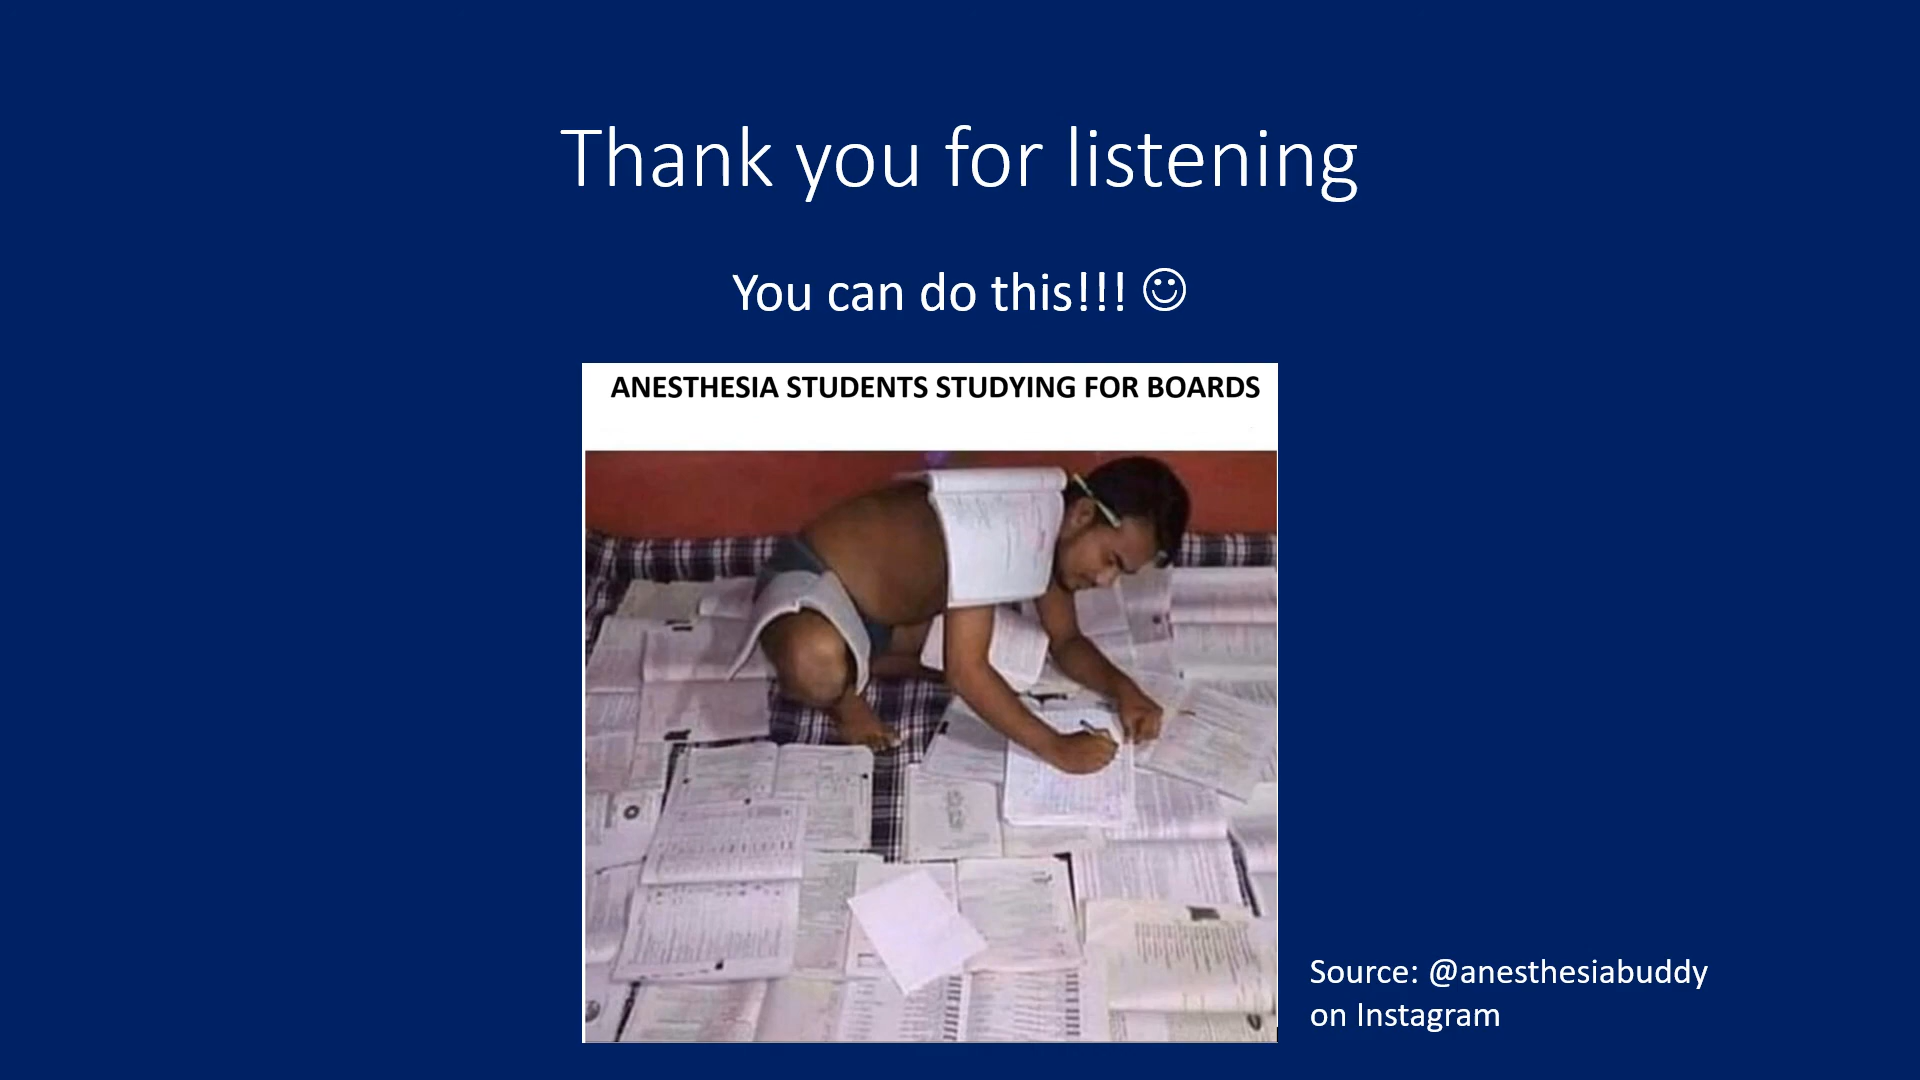 Thank you for listening
You can do this!!! ☺
ANESTHESIA STUDENTS STUDYING FOR BOARDS
Source: @anesthesiabuddy
on Instagram